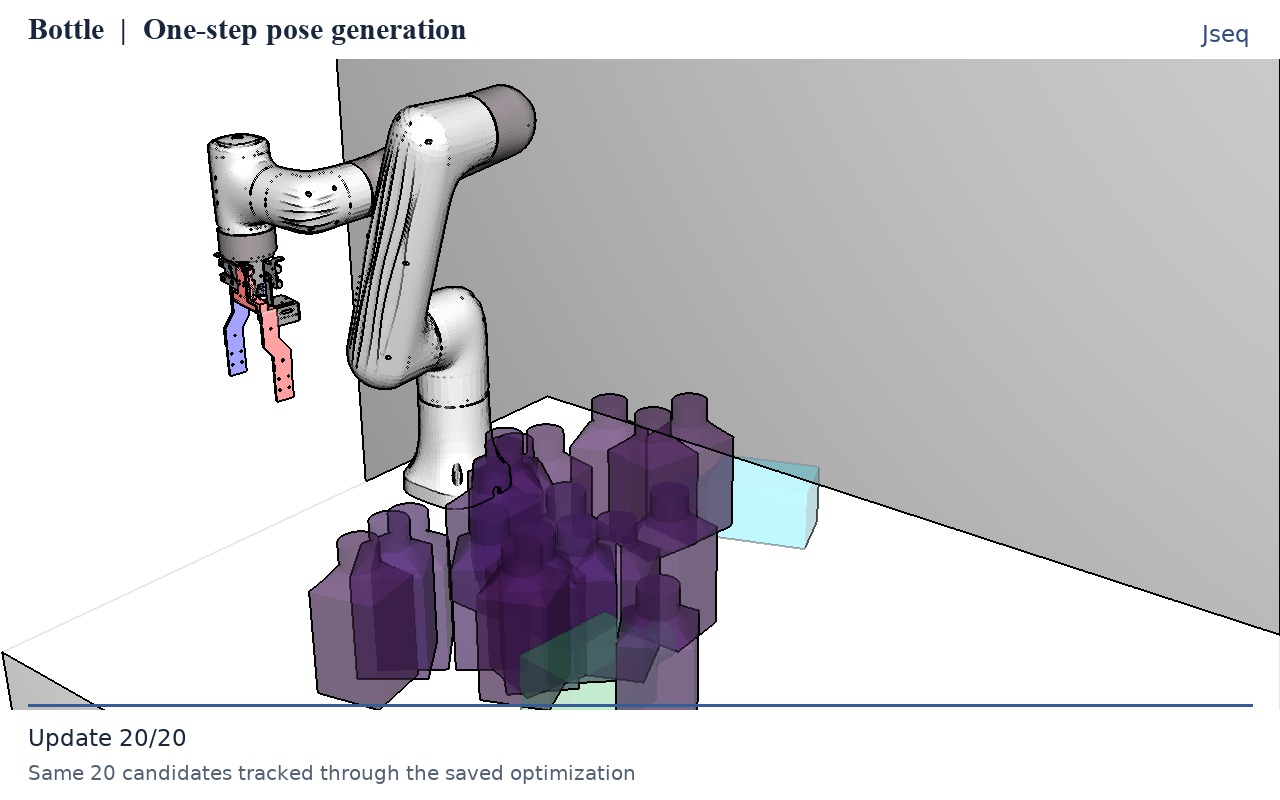 Bottle | One-step pose generation
Jseq
Update 20/20
Same 20 candidates tracked through the saved optimization